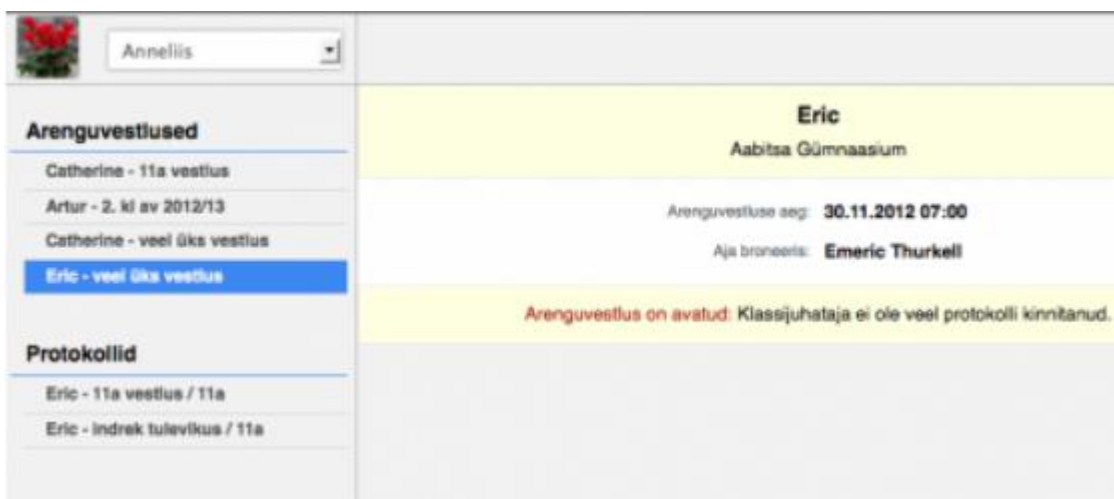 Anneliis
Arenguvestlused
Catherine - 11a vestlus
Artur - 2. kl av 2012/13
Catherine - veel üks vestlus
Eric - veel üks vestlus
Protokollid
Eric - 11a vestlus / 11a
Eric - indrek tulevikus / 11a
Eric
Aabitsa Gümnaasium
Arenguvestluse aeg: 30.11.2012 07:00
Aja broneeris: Emeric Thurkell
Arenguvestlus on avatud: Klassijuhataja ei ole veel protokolli kinnitanud.